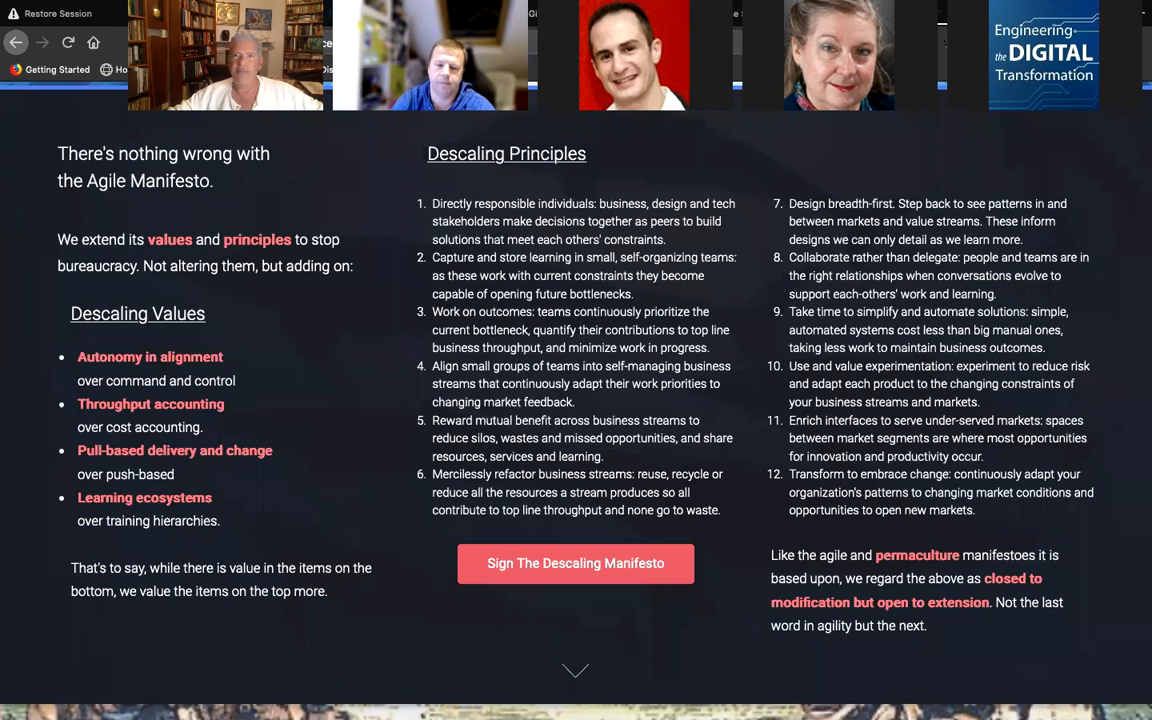 Restore Session
Getting Started
Engineering
the DIGITAL
Transformation
There's nothing wrong with
the Agile Manifesto.
We extend its values and principles to stop
bureaucracy. Not altering them, but adding on:
Descaling Values
Autonomy in alignment
over command and control
Throughput accounting
over cost accounting.
Pull-based delivery and change
over push-based
Learning ecosystems
over training hierarchies.
That's to say, while there is value in the items on the
bottom, we value the items on the top more.
Descaling Principles
1. Directly responsible individuals: business, design and tech
stakeholders make decisions together as peers to build
solutions that meet each others' constraints.
2. Capture and store learning in small, self-organizing teams:
as these work with current constraints they become
capable of opening future bottlenecks.
3. Work on outcomes: teams continuously prioritize the
current bottleneck, quantify their contributions to top line
business throughput, and minimize work in progress.
4. Align small groups of teams into self-managing business
streams that continuously adapt their work priorities to
changing market feedback.
5. Reward mutual benefit across business streams to
reduce silos, wastes and missed opportunities, and share
resources, services and learning.
6. Mercilessly refactor business streams: reuse, recycle or
reduce all the resources a stream produces so all
contribute to top line throughput and none go to waste.
Sign The Descaling Manifesto
7. Design breadth-first. Step back to see patterns in and
between markets and value streams. These inform
designs we can only detail as we learn more.
8. Collaborate rather than delegate: people and teams are in
the right relationships when conversations evolve to
support each-others' work and learning.
9. Take time to simplify and automate solutions: simple,
automated systems cost less than big manual ones,
taking less work to maintain business outcomes.
10. Use and value experimentation: experiment to reduce risk
and adapt each product to the changing constraints of
your business streams and markets.
11. Enrich interfaces to serve under-served markets: spaces
between market segments are where most opportunities
for innovation and productivity occur.
12. Transform to embrace change: continuously adapt your
organization's patterns to changing market conditions and
opportunities to open new markets.
Like the agile and permaculture manifestoes it is
based upon, we regard the above as closed to
modification but open to extension. Not the last
word in agility but the next.